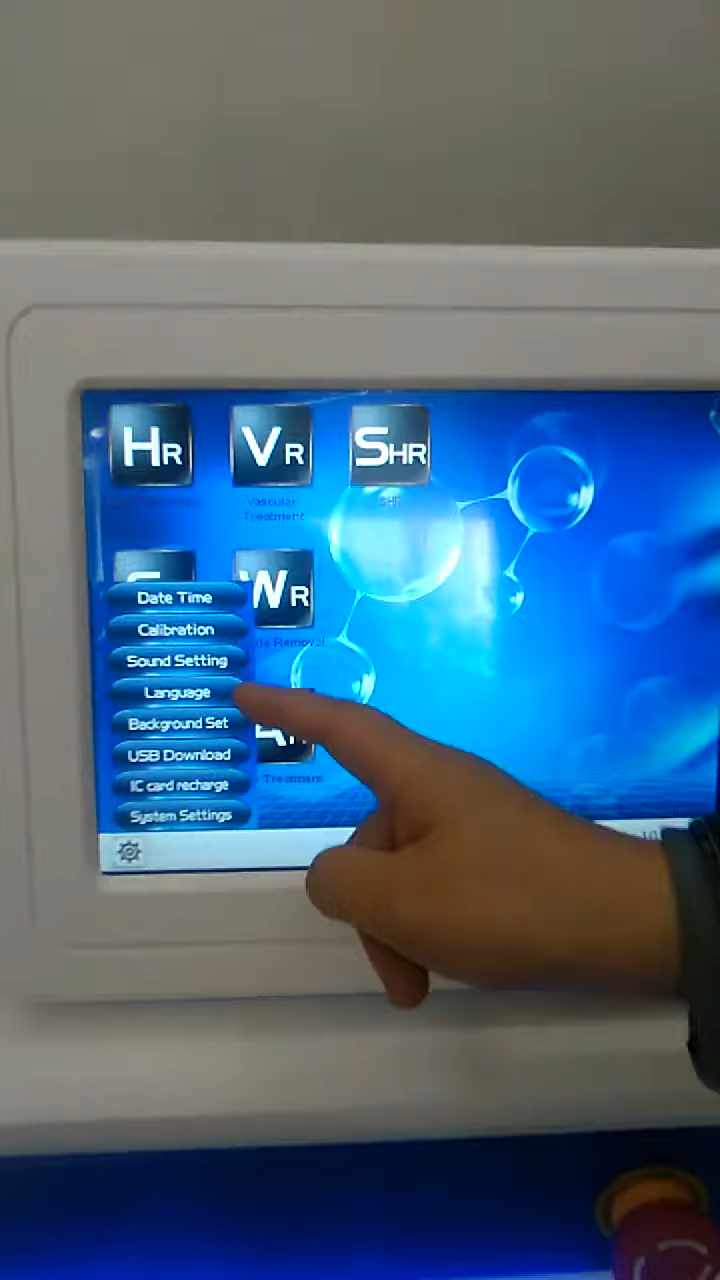 HR
VR
SHR
Vascular
Treatment
SHR
WR
Removal
Date Time
Calibration
Sound Setting
Language
Background Set
USB Download
IC card recharge
System Settings
Treatment